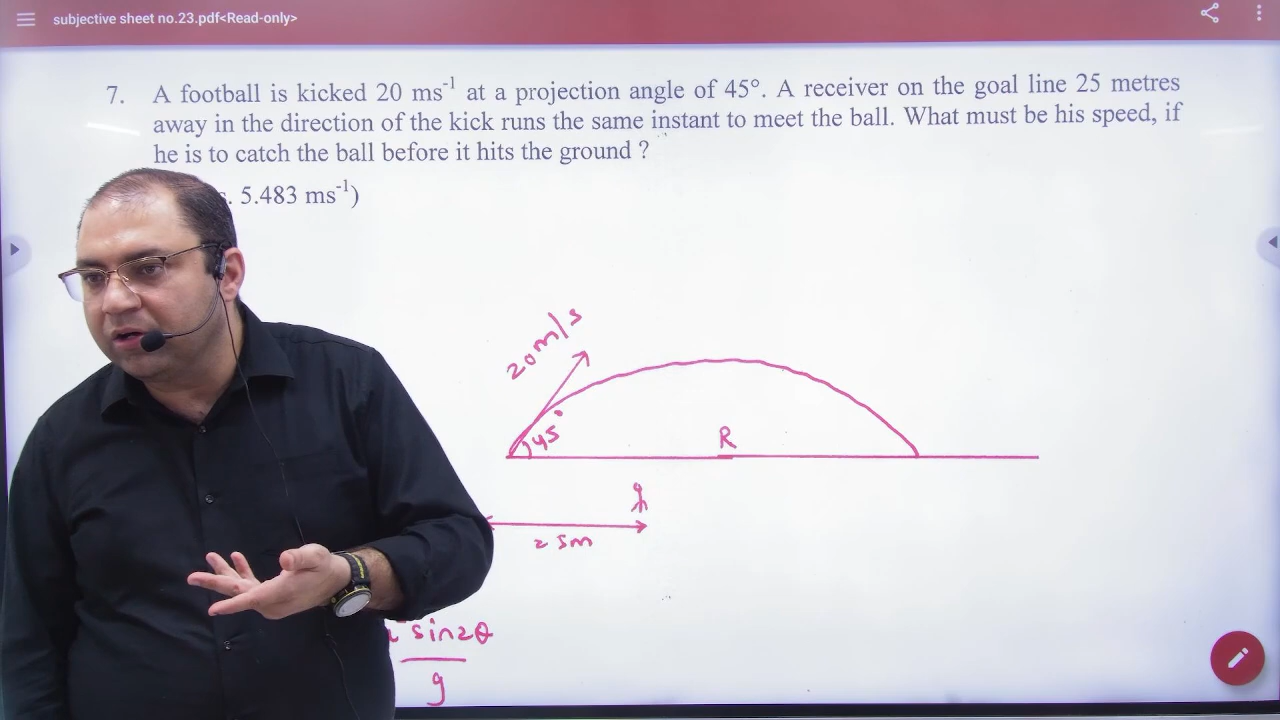 subjective sheet no.23.pdf<Read-only>
7. A football is kicked 20 ms⁻¹ at a projection angle of 45°. A receiver on the goal line 25 metres
away in the direction of the kick runs the same instant to meet the ball. What must be his speed, if
he is to catch the ball before it hits the ground ?
5.483 ms⁻¹)
20 m/s
45°
R
25m
sin2θ
g